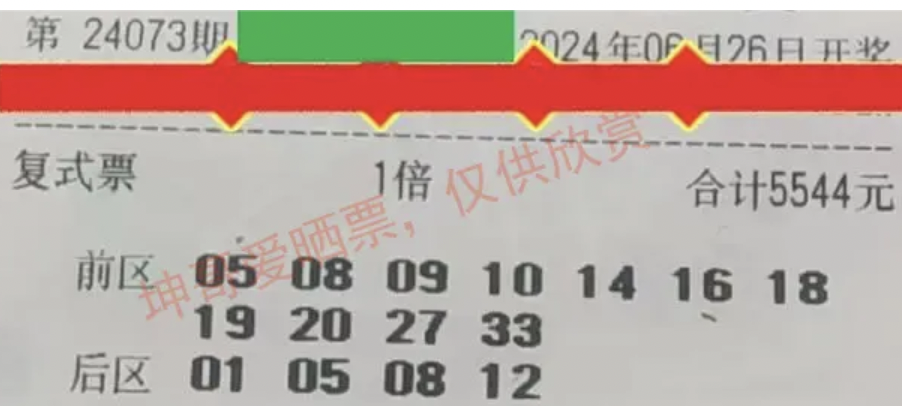 第 24073期 2024年06月26日开奖
复式票 1倍 合计5544元
坤哥爱晒票，仅供欣赏
前区 05 08 09 10 14 16 18
19 20 27 33
后区 01 05 08 12